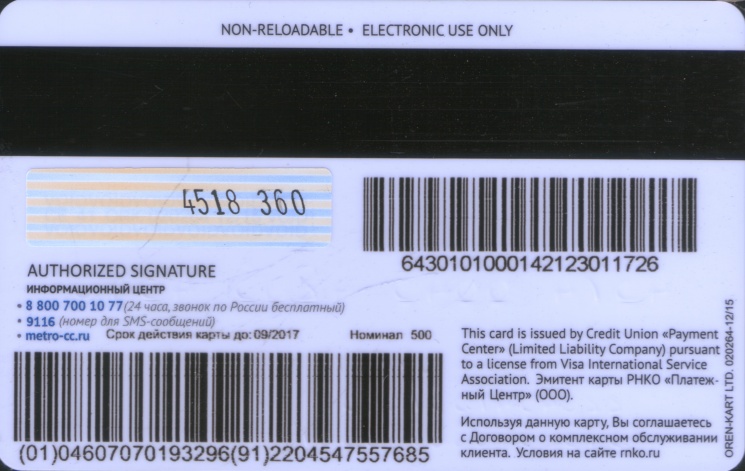 NON-RELOADABLE • ELECTRONIC USE ONLY
4518 360
6430101000142123011726
AUTHORIZED SIGNATURE
ИНФОРМАЦИОННЫЙ ЦЕНТР
• 8 800 700 10 77 (24 часа, звонок по России бесплатный)
• 9116 (номер для SMS-сообщений)
• metro-cc.ru Срок действия карты до: 09/2017 Номинал 500
(01)04607070193296(91)2204547557685
This card is issued by Credit Union «Payment
Center» (Limited Liability Company) pursuant
to a license from Visa International Service
Association. Эмитент карты РНКО «Платеж-
ный Центр» (ООО).
Используя данную карту, Вы соглашаетесь
с Договором о комплексном обслуживании
клиента. Условия на сайте rnko.ru
OREN-KART LTD. 020264-12/15